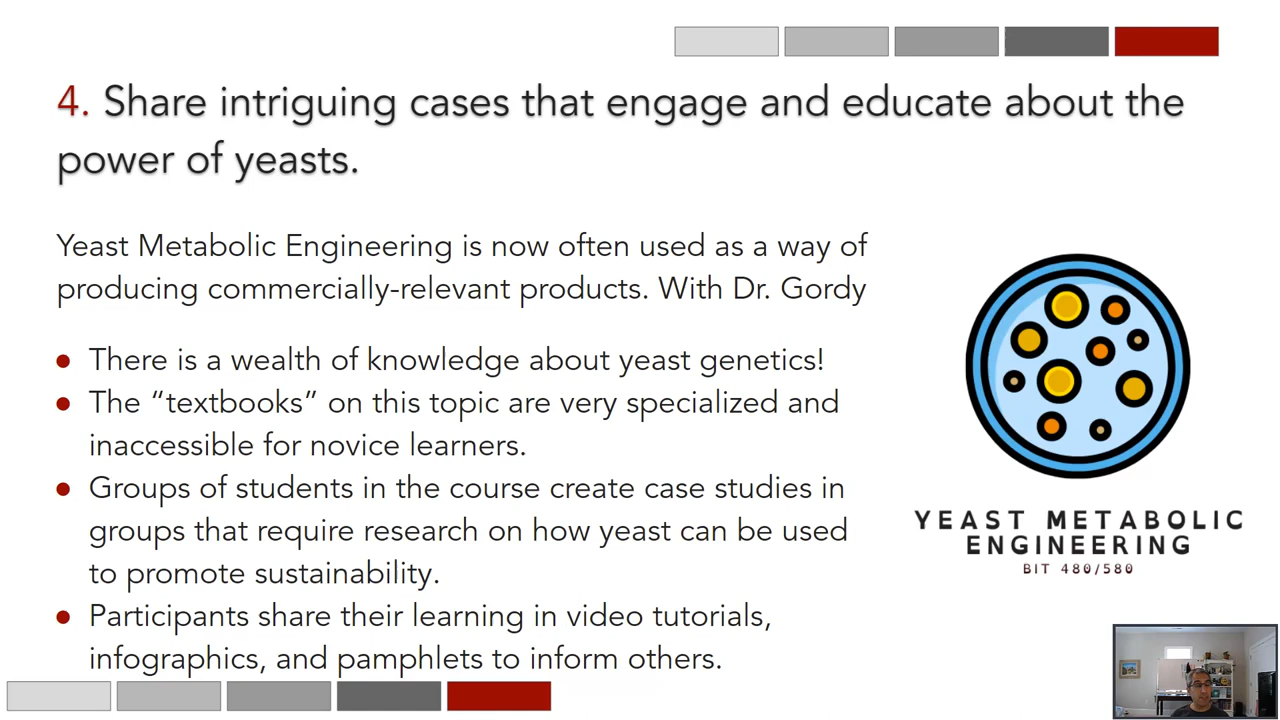 4. Share intriguing cases that engage and educate about the
power of yeasts.
Yeast Metabolic Engineering is now often used as a way of
producing commercially-relevant products. With Dr. Gordy
● There is a wealth of knowledge about yeast genetics!
● The “textbooks” on this topic are very specialized and
inaccessible for novice learners.
● Groups of students in the course create case studies in
groups that require research on how yeast can be used
to promote sustainability.
● Participants share their learning in video tutorials,
infographics, and pamphlets to inform others.
YEAST METABOLIC
ENGINEERING
BIT 480/580